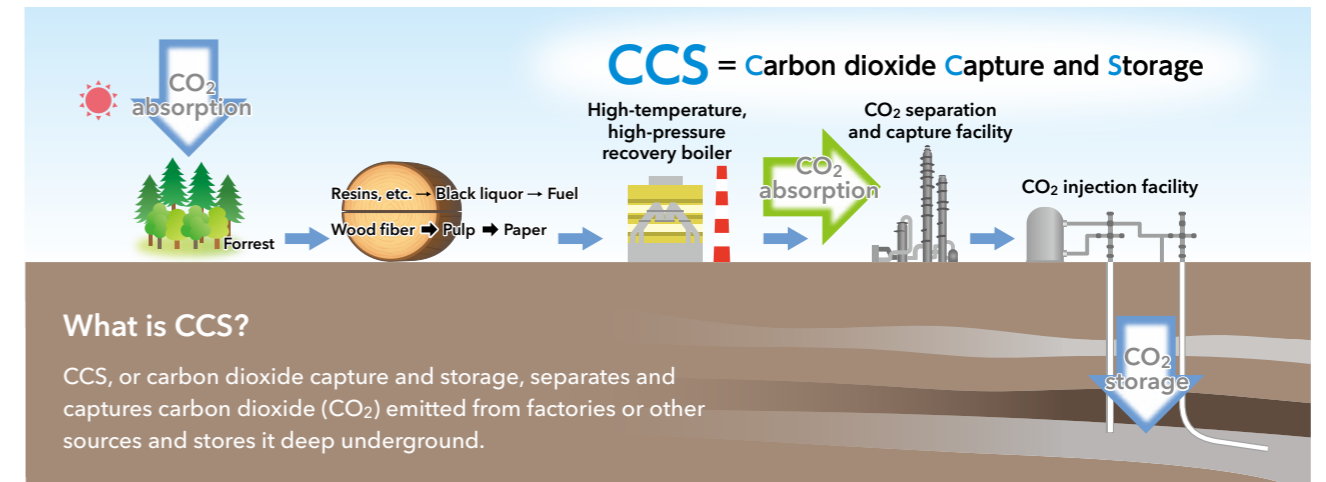 CCS = Carbon dioxide Capture and Storage
CO₂
absorption
Forrest
Resins, etc. → Black liquor → Fuel
Wood fiber ➡ Pulp ➡ Paper
High-temperature,
high-pressure
recovery boiler
CO₂
absorption
CO₂ separation
and capture facility
CO₂ injection facility
What is CCS?
CCS, or carbon dioxide capture and storage, separates and
captures carbon dioxide (CO₂) emitted from factories or other
sources and stores it deep underground.
CO₂
storage